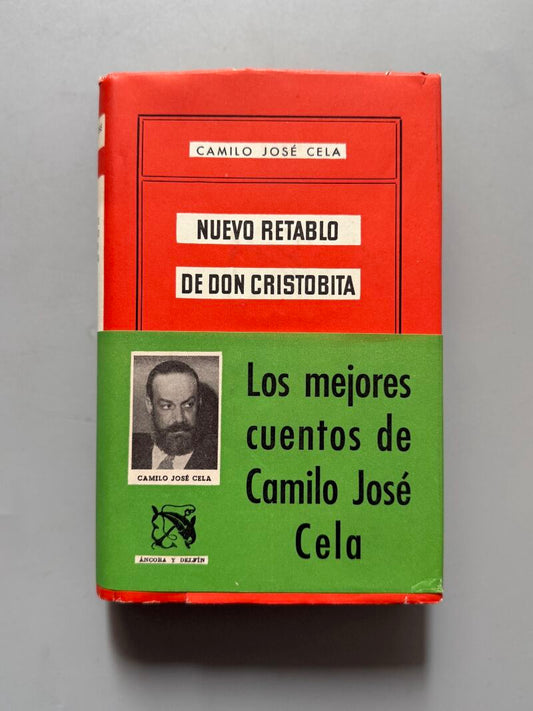 CAMILO JOSÉ CELA
NUEVO RETABLO
DE DON CRISTOBITA
CAMILO JOSÉ CELA
ÁNCORA Y DELFÍN
Los mejores
cuentos de
Camilo José
Cela